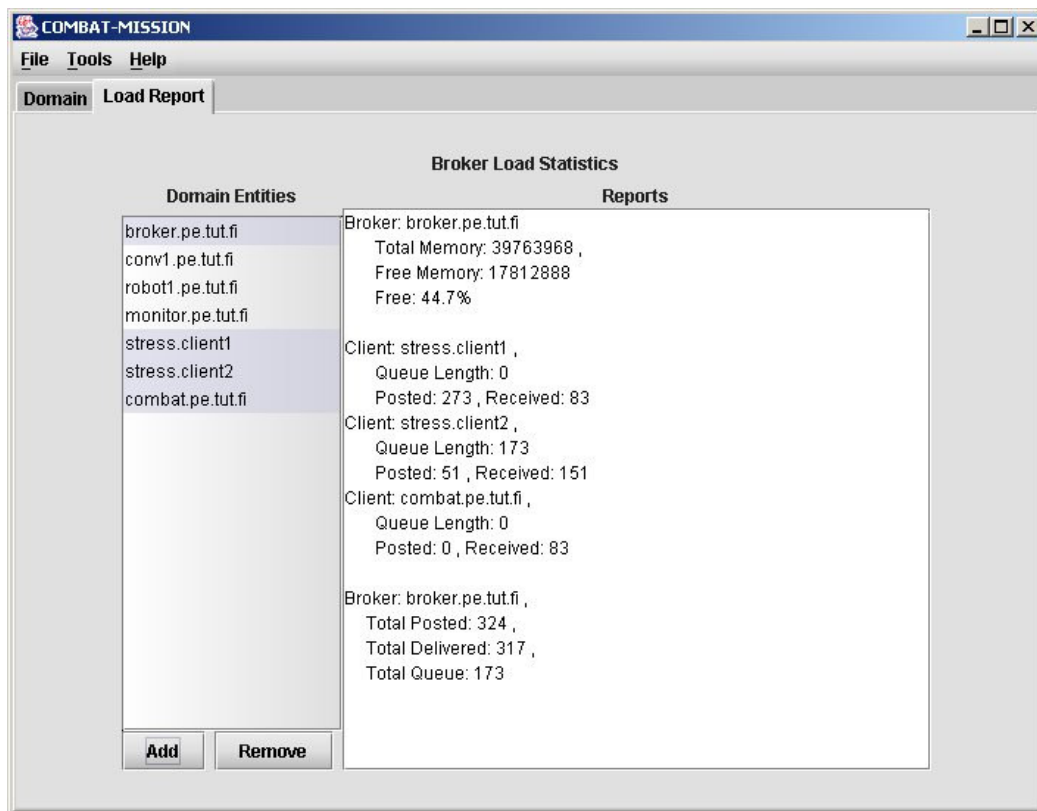 COMBAT-MISSION
File Tools Help
Domain Load Report
Broker Load Statistics
Domain Entities
Reports
broker.pe.tut.fi
conv1.pe.tut.fi
robot1.pe.tut.fi
monitor.pe.tut.fi
stress.client1
stress.client2
combat.pe.tut.fi
Broker: broker.pe.tut.fi
Total Memory: 39763968 ,
Free Memory: 17812888
Free: 44.7%
Client: stress.client1 ,
Queue Length: 0
Posted: 273 , Received: 83
Client: stress.client2 ,
Queue Length: 173
Posted: 51 , Received: 151
Client: combat.pe.tut.fi ,
Queue Length: 0
Posted: 0 , Received: 83
Broker: broker.pe.tut.fi ,
Total Posted: 324 ,
Total Delivered: 317 ,
Total Queue: 173
Add Remove